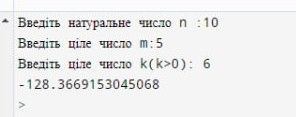 Введіть натуральне число n :10
Введіть ціле число m:5
Введіть ціле число k(k>0): 6
-128.3669153045068
>